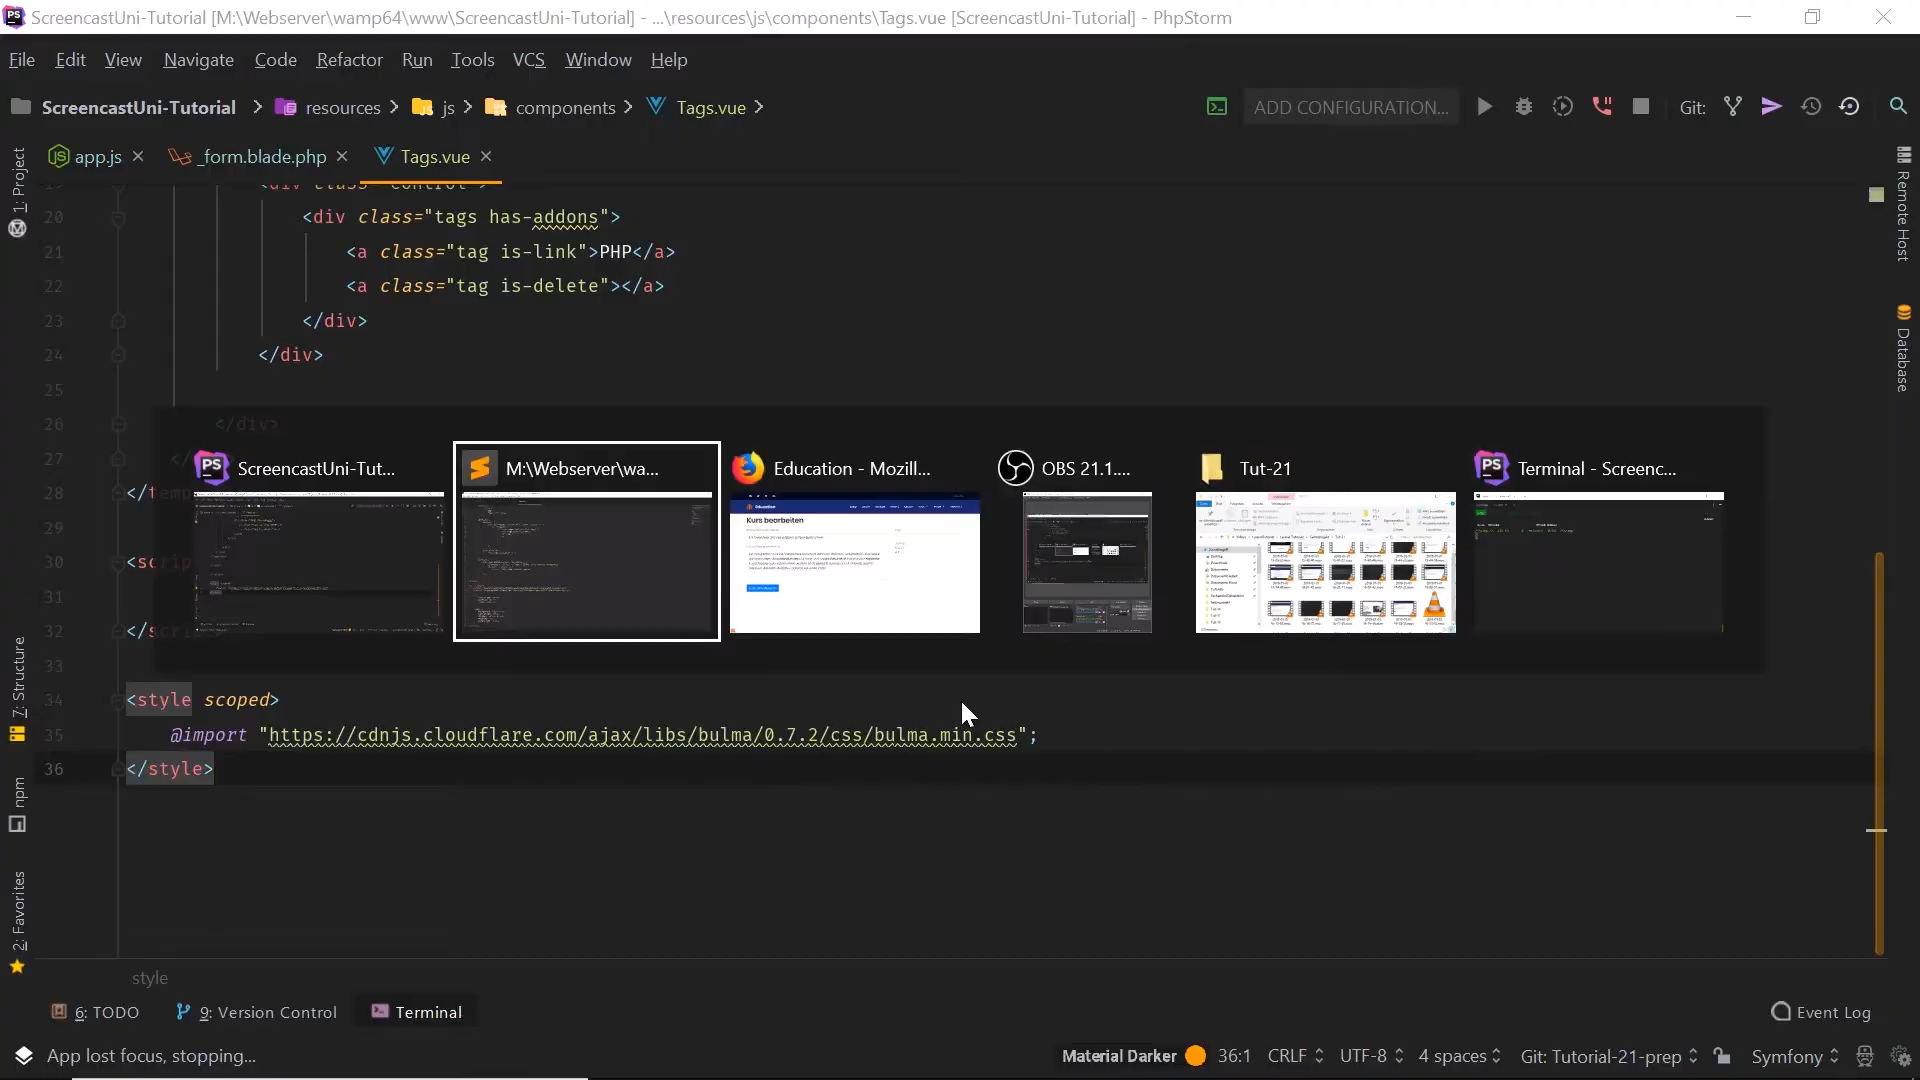 ScreencastUni-Tutorial [M:\Webserver\wamp64\www\ScreencastUni-Tutorial] - ...\resources\js\components\Tags.vue [ScreencastUni-Tutorial] - PhpStorm
File Edit View Navigate Code Refactor Run Tools VCS Window Help
ScreencastUni-Tutorial resources js components Tags.vue ADD CONFIGURATION... Git:
app.js _form.blade.php Tags.vue
1: Project
7: Structure
npm
2: Favorites
Remote Host
Database
20 <div class="tags has-addons">
21 <a class="tag is-link">PHP</a>
22 <a class="tag is-delete"></a>
23 </div>
24 </div>
25
26 </div>
27
28
29
30
31
32
33
34 <style scoped>
35 @import "https://cdnjs.cloudflare.com/ajax/libs/bulma/0.7.2/css/bulma.min.css";
36 </style>
ScreencastUni-Tut... M:\Webserver\wa... Education - Mozill... OBS 21.1.... Tut-21 Terminal - Screenc...
Kurs bearbeiten
style
6: TODO 9: Version Control Terminal Event Log
App lost focus, stopping... Material Darker 36:1 CRLF UTF-8 4 spaces Git: Tutorial-21-prep Symfony